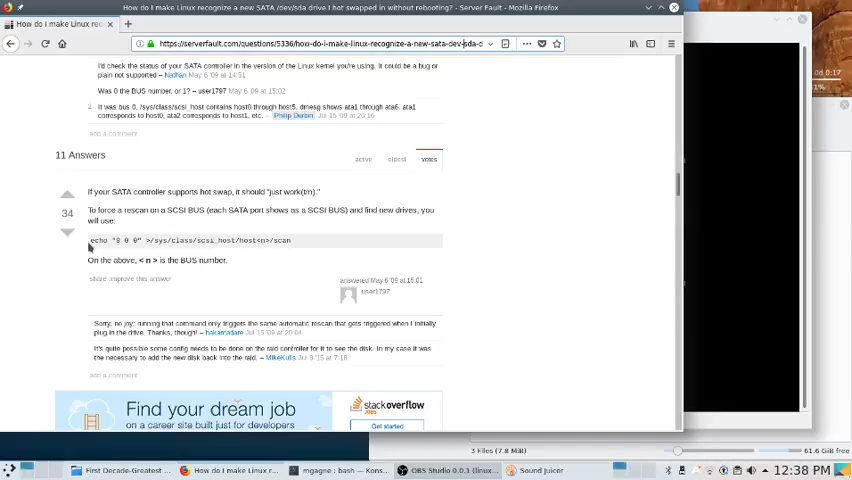 How do I make Linux recognize a new SATA /dev/sda drive I hot swapped in without rebooting? - Server Fault - Mozilla Firefox
How do I make Linux r
https://serverfault.com/questions/5336/how-do-i-make-linux-recognize-a-new-sata-dev-sda-d
I'd check the status of your SATA controller in the version of the Linux kernel you're using. It could be a bug or
plain not supported – Nathan May 6 '09 at 14:51
Was 0 the BUS number, or 1? – user1797 May 6 '09 at 15:02
2 It was bus 0. /sys/class/scsi_host contains host0 through host5. dmesg shows ata1 through ata6. ata1
corresponds to host0, ata2 corresponds to host1, etc. – Philip Durbin Jul 15 '09 at 20:16
add a comment
11 Answers
active oldest votes
34
If your SATA controller supports hot swap, it should "just work(tm)."
To force a rescan on a SCSI BUS (each SATA port shows as a SCSI BUS) and find new drives, you
will use:
echo "0 0 0" >/sys/class/scsi_host/host<n>/scan
On the above, < n > is the BUS number.
share improve this answer
answered May 6 '09 at 15:01
user1797
Sorry, no joy; running that command only triggers the same automatic rescan that gets triggered when I initially
plug in the drive. Thanks, though! – hakamadare Jul 15 '09 at 20:04
It's quite possible some config needs to be done on the raid controller for it to see the disk. In my case it was
the necessary to add the new disk back into the raid. – MikeKulls Jul 9 '15 at 7:18
add a comment
Find your dream job
on a career site built just for developers
stackoverflow
JOBS
Get started
dd 0:17
1%
3 Files (7.8 MiB)
61.6 GiB free
First Decade-Greatest ...
How do I make Linux r...
mgagne : bash — Kons...
OBS Studio 0.0.1 (linux...
Sound Juicer
12:38 PM